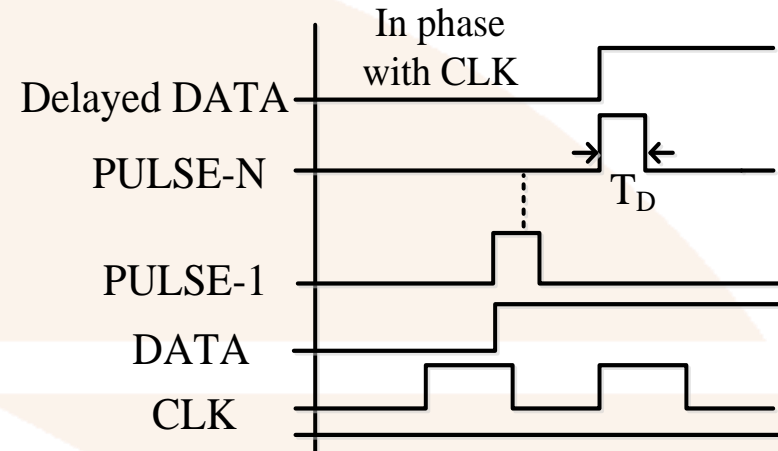 In phase
with CLK
Delayed DATA
PULSE-N
T_D
PULSE-1
DATA
CLK